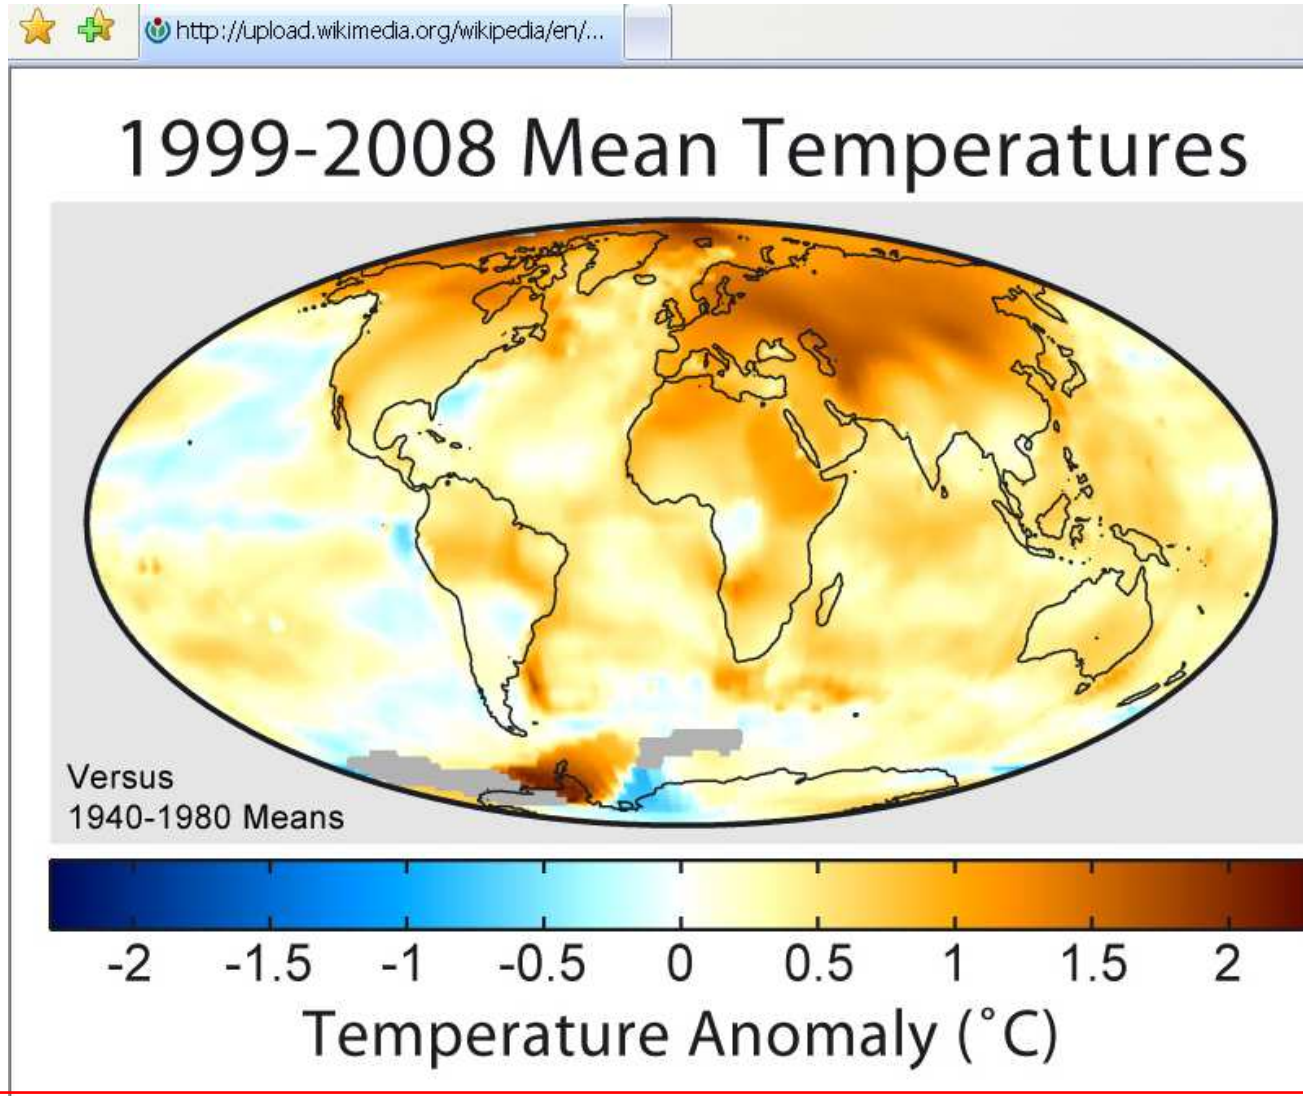 http://upload.wikimedia.org/wikipedia/en/...
1999-2008 Mean Temperatures
Versus
1940-1980 Means
-2 -1.5 -1 -0.5 0 0.5 1 1.5 2
Temperature Anomaly (˚C)